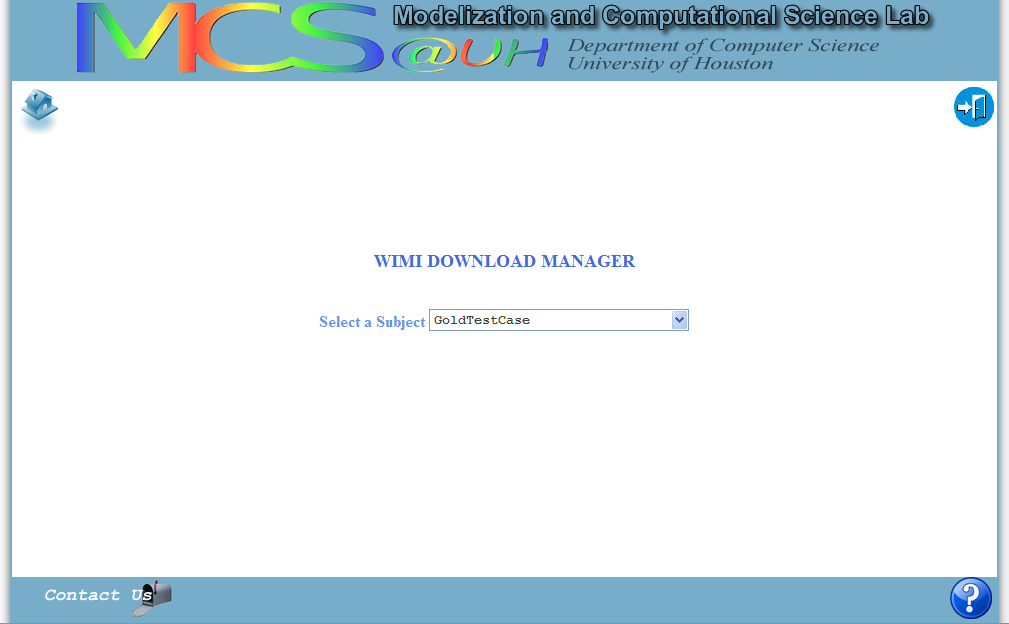 MCS@UH
Modelization and Computational Science Lab
Department of Computer Science
University of Houston
WIMI DOWNLOAD MANAGER
Select a Subject GoldTestCase
Contact Us
?